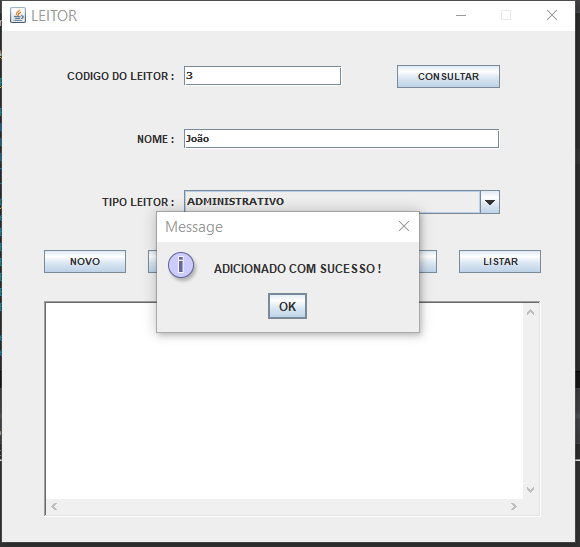 LEITOR
CODIGO DO LEITOR : 3 CONSULTAR
NOME : João
TIPO LEITOR : ADMINISTRATIVO
Message
NOVO LISTAR
ADICIONADO COM SUCESSO !
OK